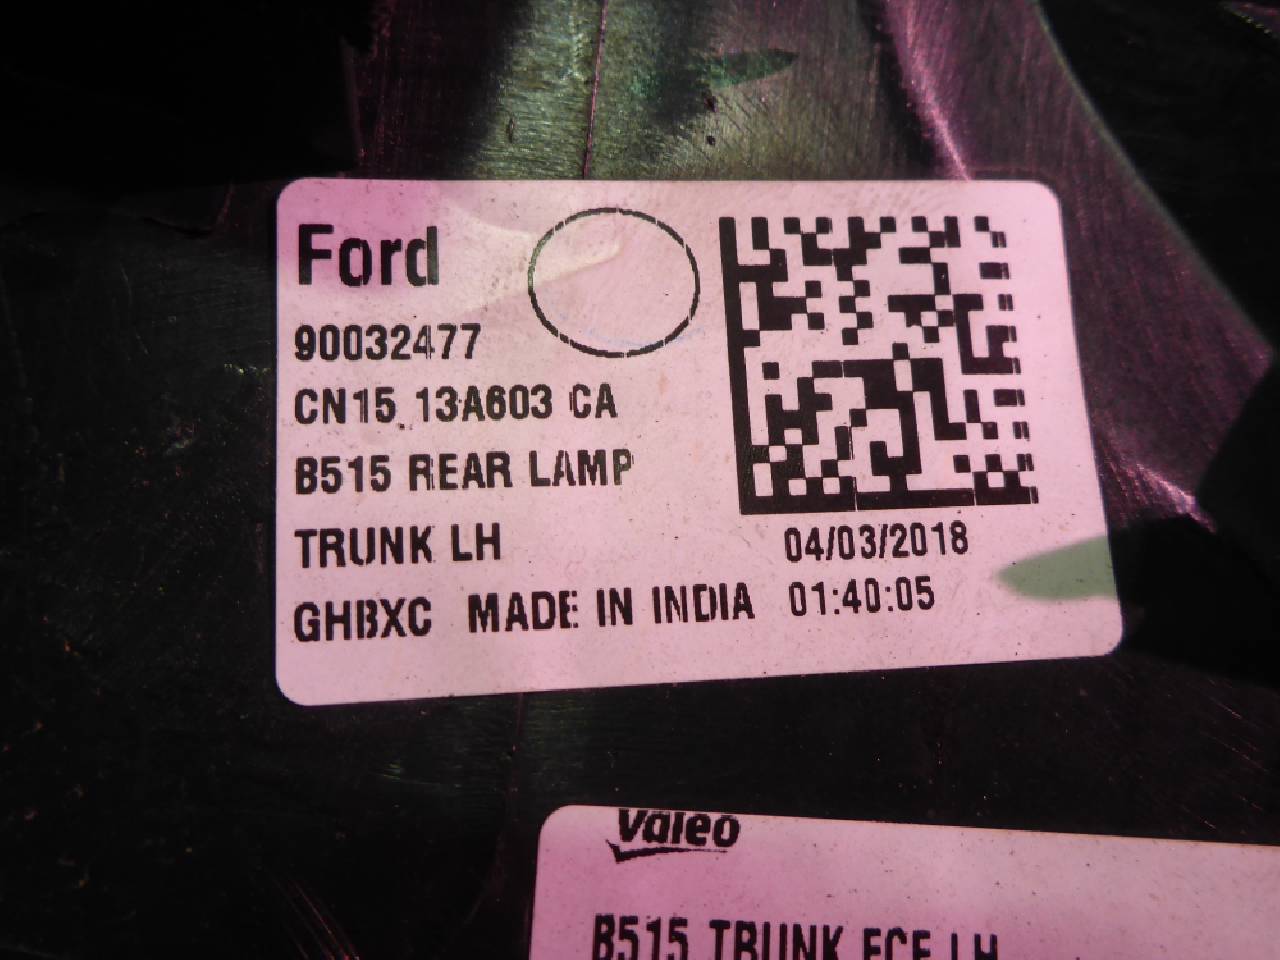 Ford
90032477
CN15 13A603 CA
B515 REAR LAMP
TRUNK LH
04/03/2018
GHBXC MADE IN INDIA 01:40:05
Valeo
B515 TRUNK ECE LH